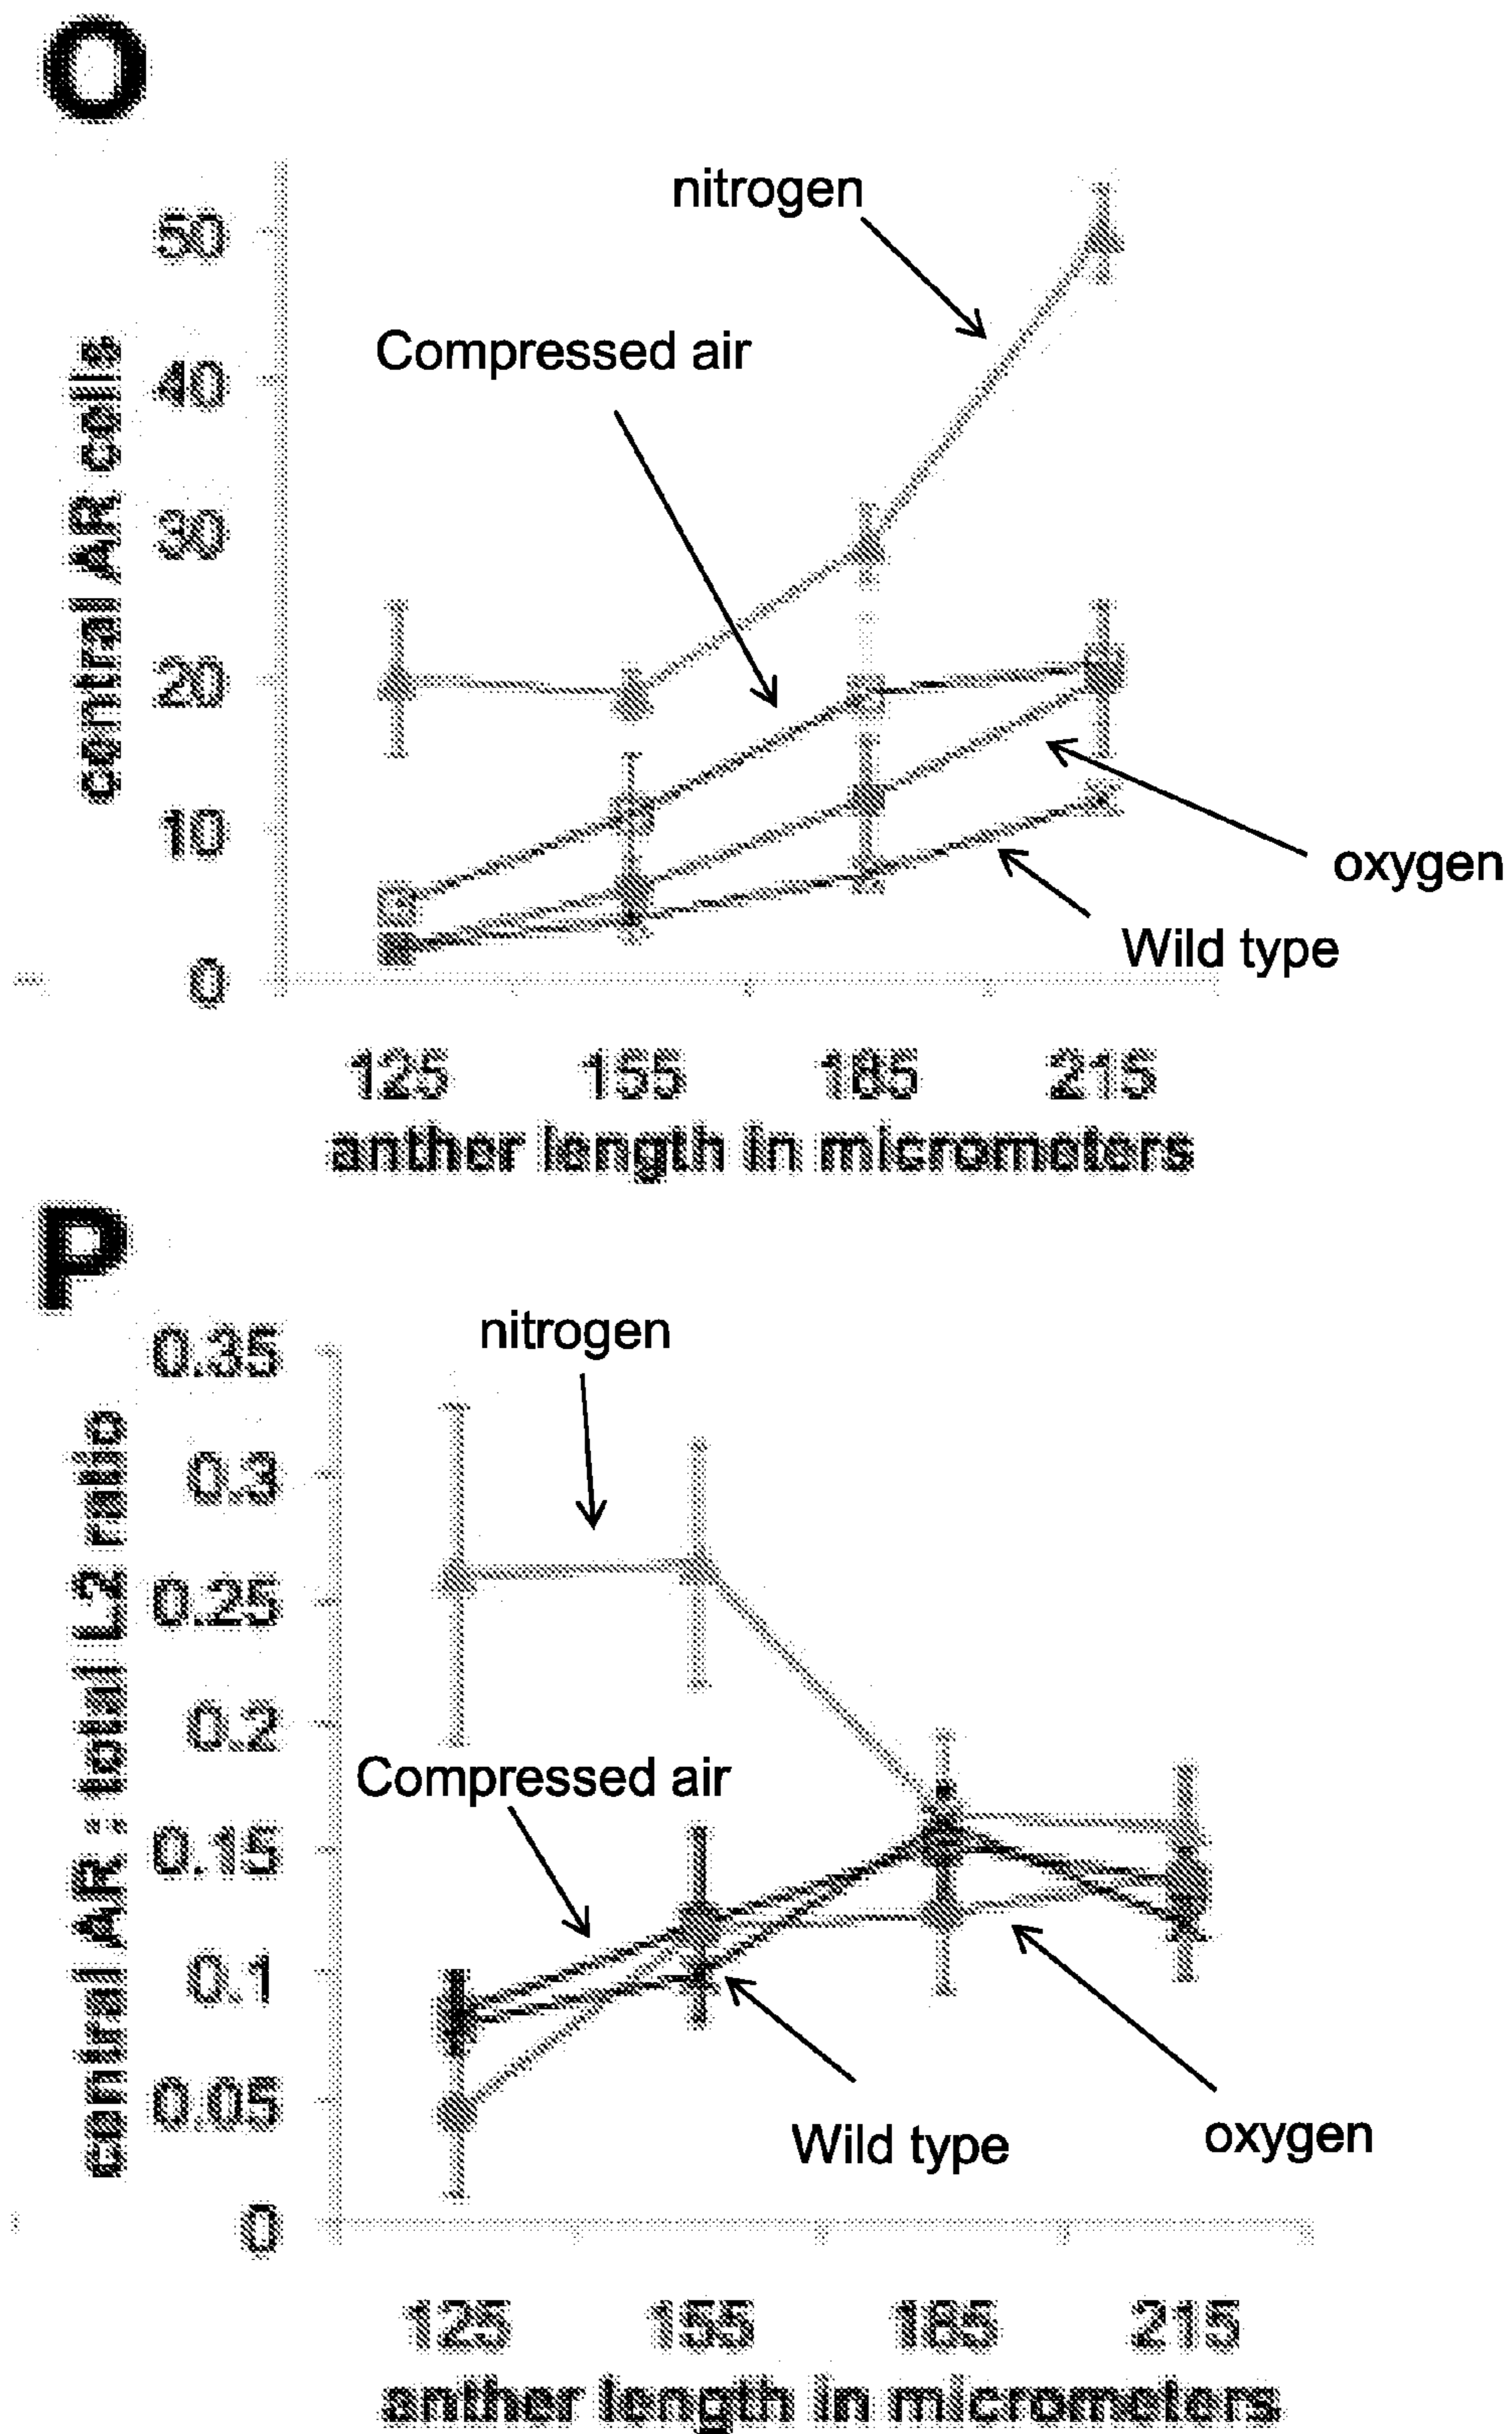 O
nitrogen
50
Compressed air
40
central AR cells
30
20
10
oxygen
Wild type
0
125 155 185 215
anther length in micrometers
P
nitrogen
0.35
0.3
central AR : total L2 ratio
0.25
0.2
Compressed air
0.15
0.1
0.05
Wild type
oxygen
0
125 155 185 215
anther length in micrometers